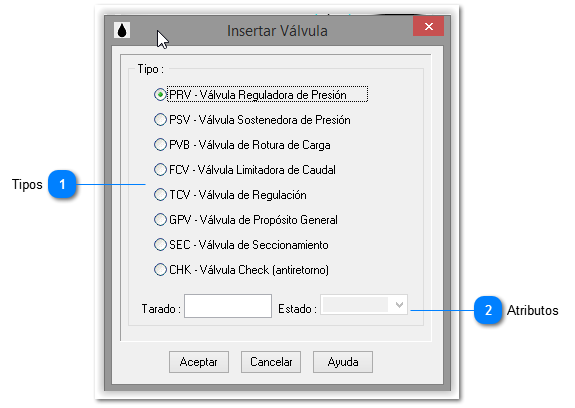 Insertar Válvula
Tipo :
PRV - Válvula Reguladora de Presión
PSV - Válvula Sostenedora de Presión
PVB - Válvula de Rotura de Carga
FCV - Válvula Limitadora de Caudal
Tipos 1
TCV - Válvula de Regulación
GPV - Válvula de Propósito General
SEC - Válvula de Seccionamiento
CHK - Válvula Check (antiretorno)
Tarado : Estado :
2 Atributos
Aceptar Cancelar Ayuda